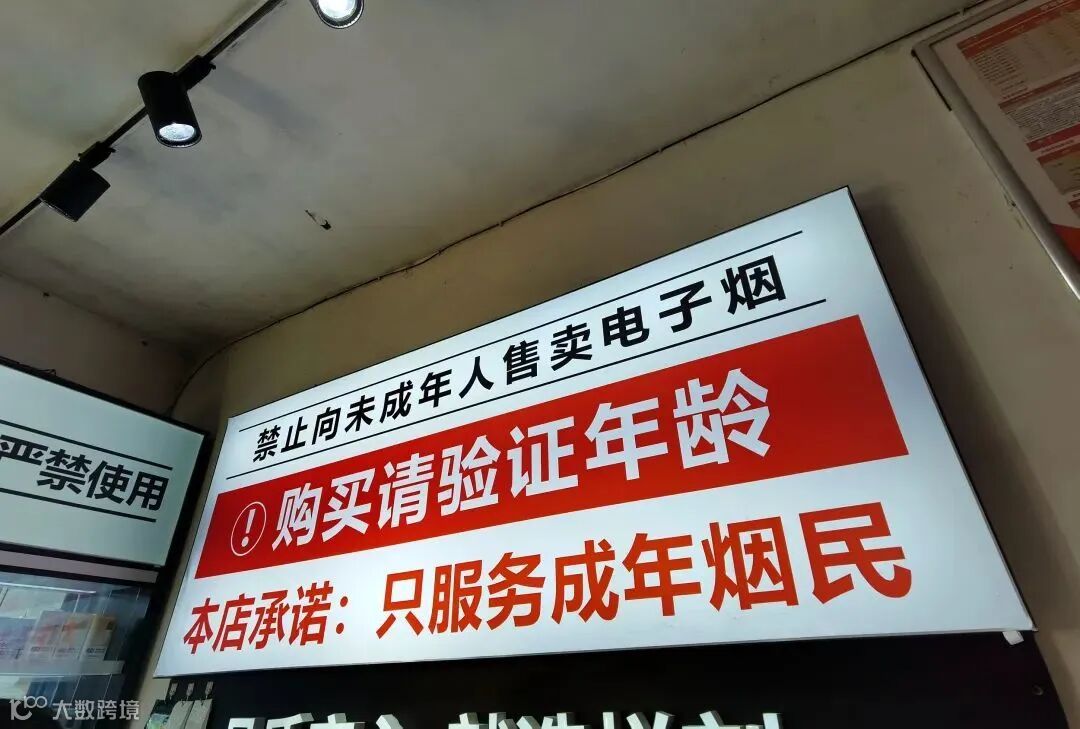 禁止向未成年人售卖电子烟
! 购买请验证年龄
本店承诺：只服务成年烟民
严禁使用
大数跨境